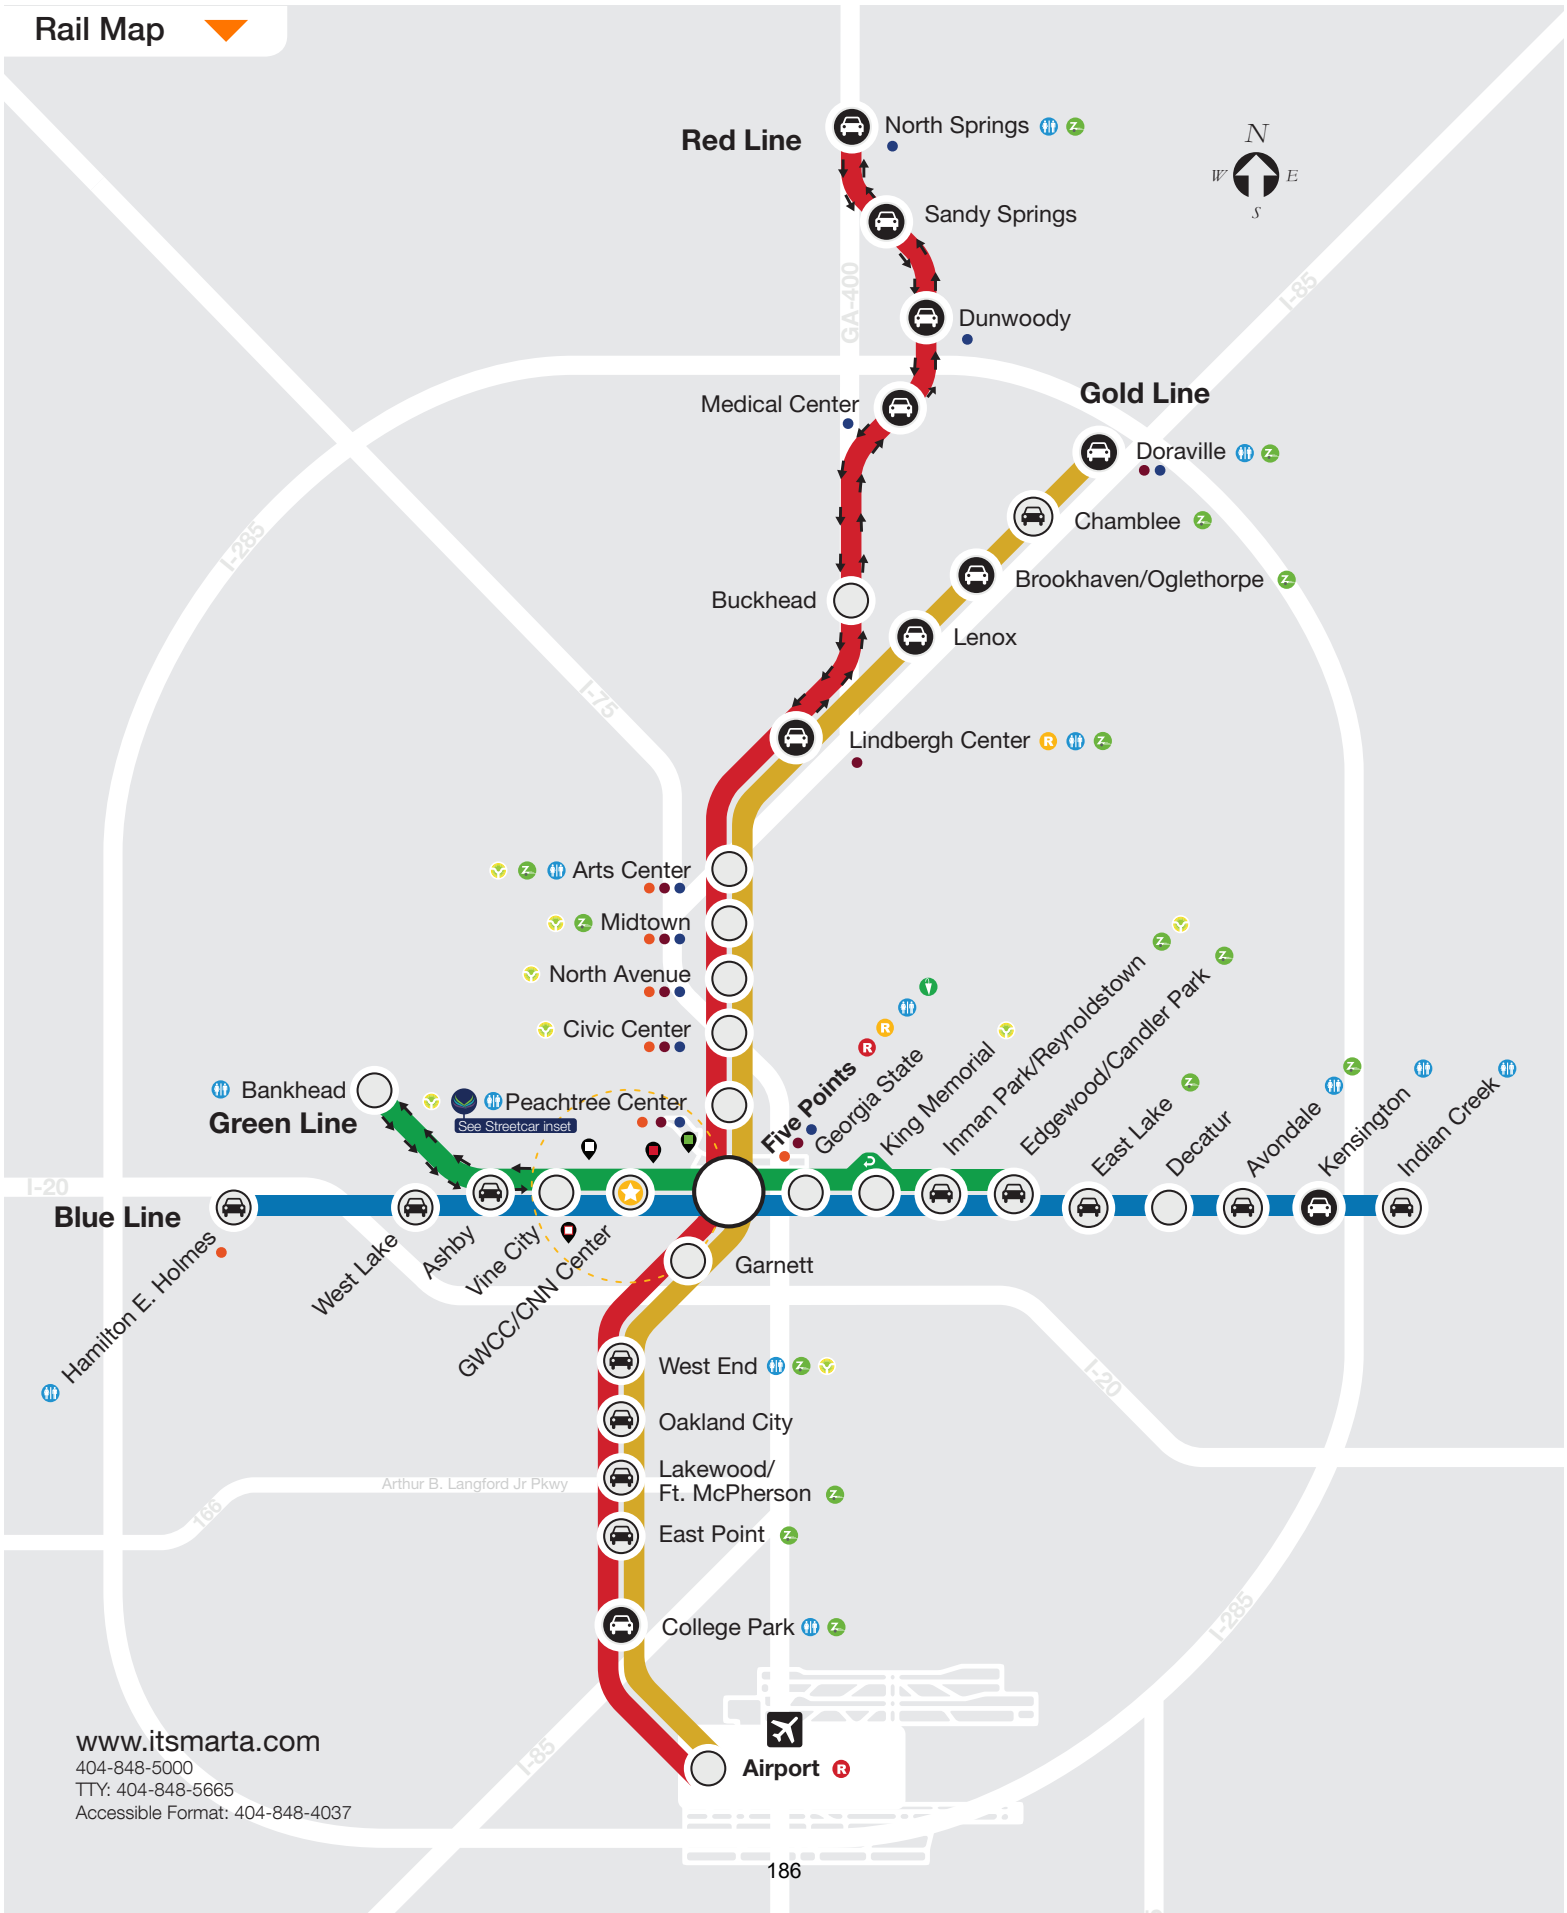 Rail Map
Red Line
North Springs
N
W
E
S
Sandy Springs
GA-400
I-85
Dunwoody
Medical Center
Gold Line
Doraville
Chamblee
I-285
Brookhaven/Oglethorpe
Buckhead
Lenox
I-75
Lindbergh Center R
Arts Center
Midtown
North Avenue
Civic Center
Bankhead
Green Line
Peachtree Center
See Streetcar inset
Five Points R R
Georgia State
King Memorial
Inman Park/Reynoldstown
Edgewood/Candler Park
East Lake
Decatur
Avondale
Kensington
Indian Creek
I-20
Blue Line
Hamilton E. Holmes
West Lake
Ashby
Vine City
GWCC/CNN Center
Garnett
West End
I-20
Oakland City
Lakewood/
Ft. McPherson
Arthur B. Langford Jr Pkwy
166
East Point
I-285
College Park
I-85
Airport R
www.itsmarta.com
404-848-5000
TTY: 404-848-5665
Accessible Format: 404-848-4037
186